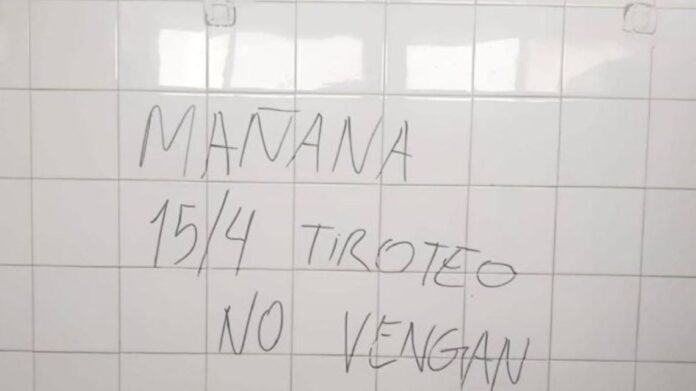 MAÑANA
15/4 TIROTEO
NO VENGAN